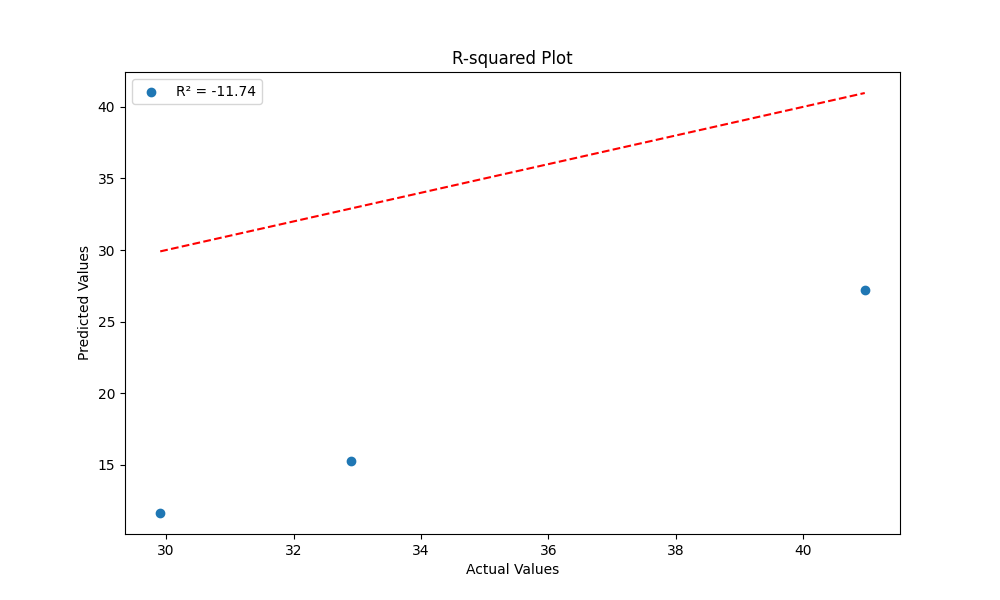 R-squared Plot
R² = -11.74
40
35
30
25
20
15
Predicted Values
30 32 34 36 38 40
Actual Values